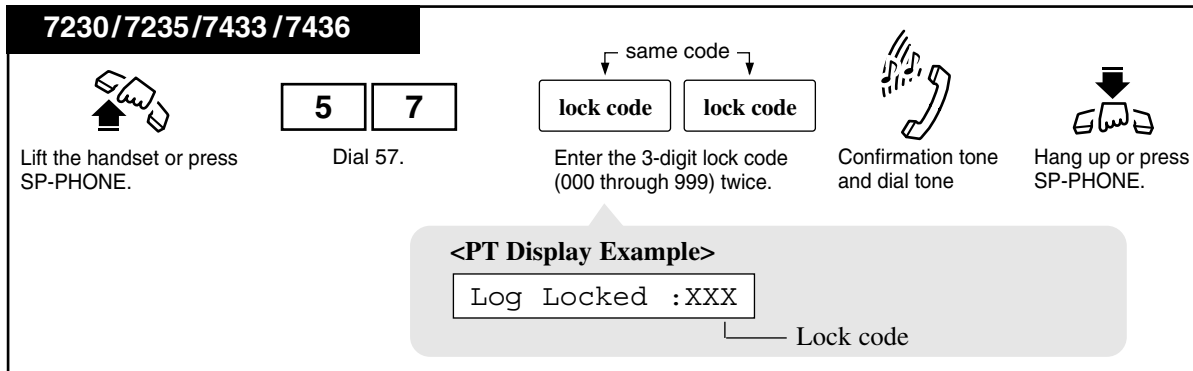 7230/7235/7433/7436
same code
5 7
lock code lock code
Lift the handset or press
SP-PHONE.
Dial 57.
Enter the 3-digit lock code
(000 through 999) twice.
Confirmation tone
and dial tone
Hang up or press
SP-PHONE.
<PT Display Example>
Log Locked :XXX
Lock code